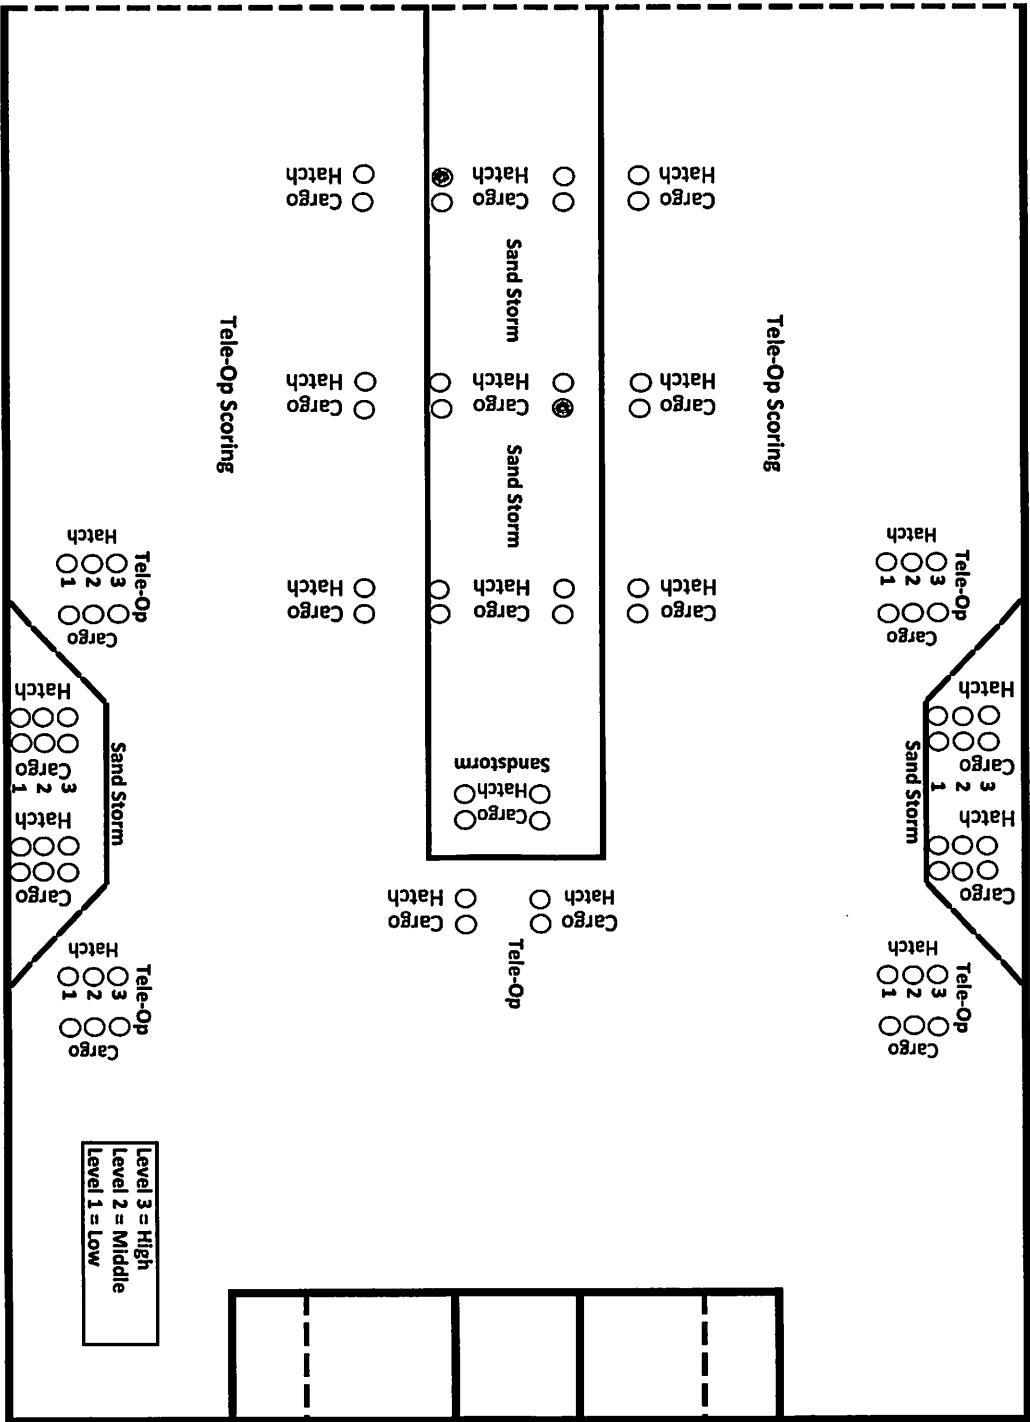 Hatch
Cargo
Hatch
Cargo
Hatch
Cargo
Sand Storm
Tele-Op Scoring
Tele-Op Scoring
Hatch
Cargo
Hatch
Cargo
Hatch
Cargo
Sand Storm
Hatch
Tele-Op
3
2
1
Cargo
Hatch
Tele-Op
3
2
1
Cargo
Hatch
Cargo
Hatch
Cargo
Hatch
Cargo
Hatch
Cargo
1 2 3
Hatch
Cargo
Sand Storm
Sandstorm
Hatch
Cargo
Sand Storm
Hatch
Cargo
1 2 3
Hatch
Cargo
Hatch
Cargo
Hatch
Cargo
Tele-Op
Hatch
Tele-Op
3
2
1
Cargo
Hatch
Tele-Op
3
2
1
Cargo
Level 3 = High
Level 2 = Middle
Level 1 = Low